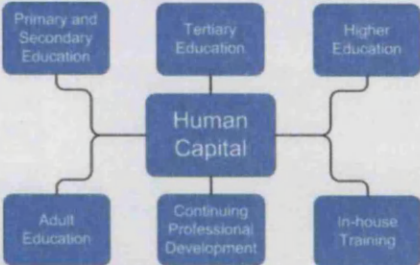 Primary and
Secondary
Education
Tertiary
Education
Higher
Education
Human
Capital
Adult
Education
Continuing
Professional
Development
In-house
Training